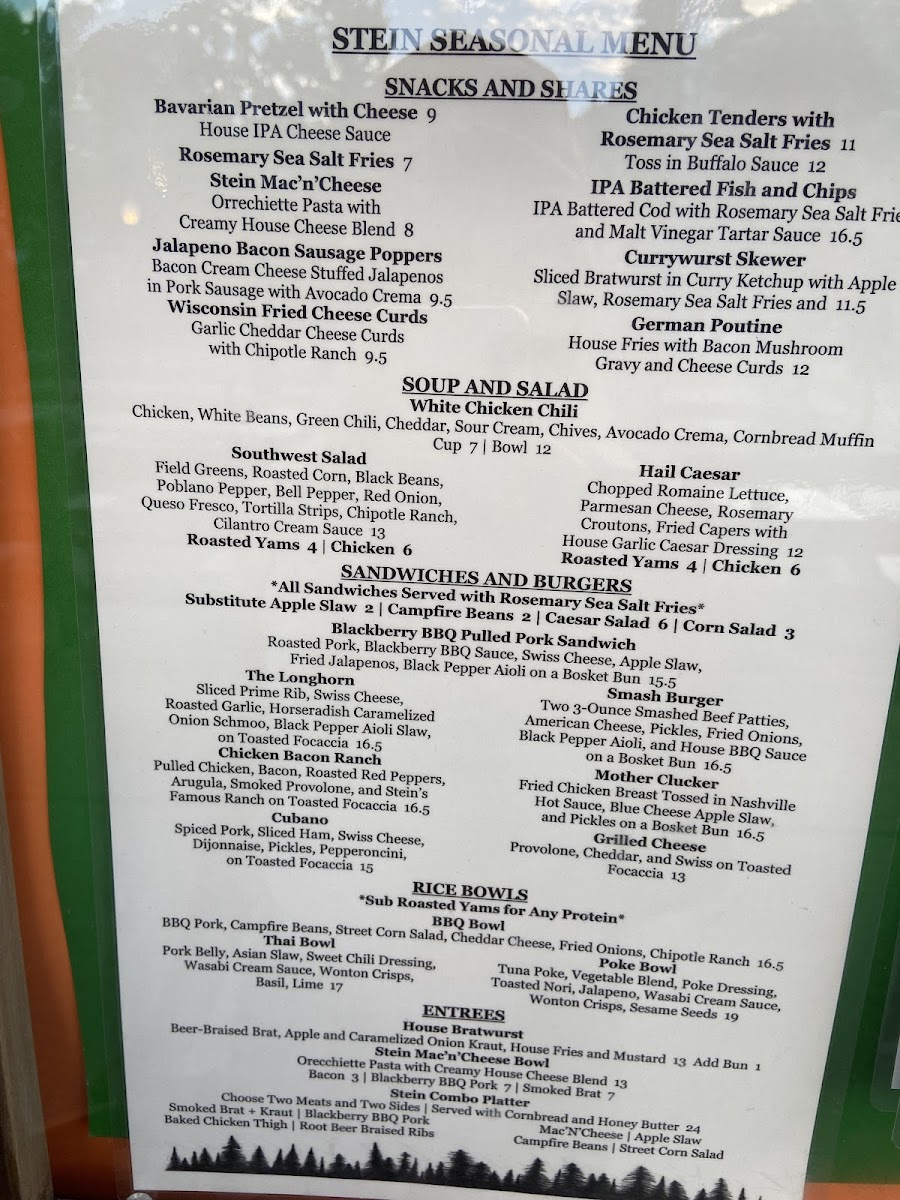 STEIN SEASONAL MENU
SNACKS AND SHARES
Bavarian Pretzel with Cheese 9
House IPA Cheese Sauce
Rosemary Sea Salt Fries 7
Stein Mac'n'Cheese
Orrechiette Pasta with
Creamy House Cheese Blend 8
Jalapeno Bacon Sausage Poppers
Bacon Cream Cheese Stuffed Jalapenos
in Pork Sausage with Avocado Crema 9.5
Wisconsin Fried Cheese Curds
Garlic Cheddar Cheese Curds
with Chipotle Ranch 9.5
Chicken Tenders with
Rosemary Sea Salt Fries 11
Toss in Buffalo Sauce 12
IPA Battered Fish and Chips
IPA Battered Cod with Rosemary Sea Salt Frie
and Malt Vinegar Tartar Sauce 16.5
Currywurst Skewer
Sliced Bratwurst in Curry Ketchup with Apple
Slaw, Rosemary Sea Salt Fries and 11.5
German Poutine
House Fries with Bacon Mushroom
Gravy and Cheese Curds 12
SOUP AND SALAD
White Chicken Chili
Chicken, White Beans, Green Chili, Cheddar, Sour Cream, Chives, Avocado Crema, Cornbread Muffin
Cup 7 | Bowl 12
Southwest Salad
Field Greens, Roasted Corn, Black Beans,
Poblano Pepper, Bell Pepper, Red Onion,
Queso Fresco, Tortilla Strips, Chipotle Ranch,
Cilantro Cream Sauce 13
Roasted Yams 4 | Chicken 6
Hail Caesar
Chopped Romaine Lettuce,
Parmesan Cheese, Rosemary
Croutons, Fried Capers with
House Garlic Caesar Dressing 12
Roasted Yams 4 | Chicken 6
SANDWICHES AND BURGERS
*All Sandwiches Served with Rosemary Sea Salt Fries*
Substitute Apple Slaw 2 | Campfire Beans 2 | Caesar Salad 6 | Corn Salad 3
Blackberry BBQ Pulled Pork Sandwich
Roasted Pork, Blackberry BBQ Sauce, Swiss Cheese, Apple Slaw,
Fried Jalapenos, Black Pepper Aioli on a Bosket Bun 15.5
The Longhorn
Sliced Prime Rib, Swiss Cheese,
Roasted Garlic, Horseradish Caramelized
Onion Schmoo, Black Pepper Aioli Slaw,
on Toasted Focaccia 16.5
Chicken Bacon Ranch
Pulled Chicken, Bacon, Roasted Red Peppers,
Arugula, Smoked Provolone, and Stein's
Famous Ranch on Toasted Focaccia 16.5
Cubano
Spiced Pork, Sliced Ham, Swiss Cheese,
Dijonnaise, Pickles, Pepperoncini,
on Toasted Focaccia 15
Smash Burger
Two 3-Ounce Smashed Beef Patties,
American Cheese, Pickles, Fried Onions,
Black Pepper Aioli, and House BBQ Sauce
on a Bosket Bun 16.5
Mother Clucker
Fried Chicken Breast Tossed in Nashville
Hot Sauce, Blue Cheese Apple Slaw,
and Pickles on a Bosket Bun 16.5
Grilled Cheese
Provolone, Cheddar, and Swiss on Toasted
Focaccia 13
RICE BOWLS
*Sub Roasted Yams for Any Protein*
BBQ Bowl
BBQ Pork, Campfire Beans, Street Corn Salad, Cheddar Cheese, Fried Onions, Chipotle Ranch 16.5
Thai Bowl
Pork Belly, Asian Slaw, Sweet Chili Dressing,
Wasabi Cream Sauce, Wonton Crisps,
Basil, Lime 17
Poke Bowl
Tuna Poke, Vegetable Blend, Poke Dressing,
Toasted Nori, Jalapeno, Wasabi Cream Sauce,
Wonton Crisps, Sesame Seeds 19
ENTREES
House Bratwurst
Beer-Braised Brat, Apple and Caramelized Onion Kraut, House Fries and Mustard 13 Add Bun 1
Stein Mac'n'Cheese Bowl
Orecchiette Pasta with Creamy House Cheese Blend 13
Bacon 3 | Blackberry BBQ Pork 7 | Smoked Brat 7
Stein Combo Platter
Choose Two Meats and Two Sides | Served with Cornbread and Honey Butter 24
Smoked Brat + Kraut | Blackberry BBQ Pork
Baked Chicken Thigh | Root Beer Braised Ribs
Mac'N'Cheese | Apple Slaw
Campfire Beans | Street Corn Salad